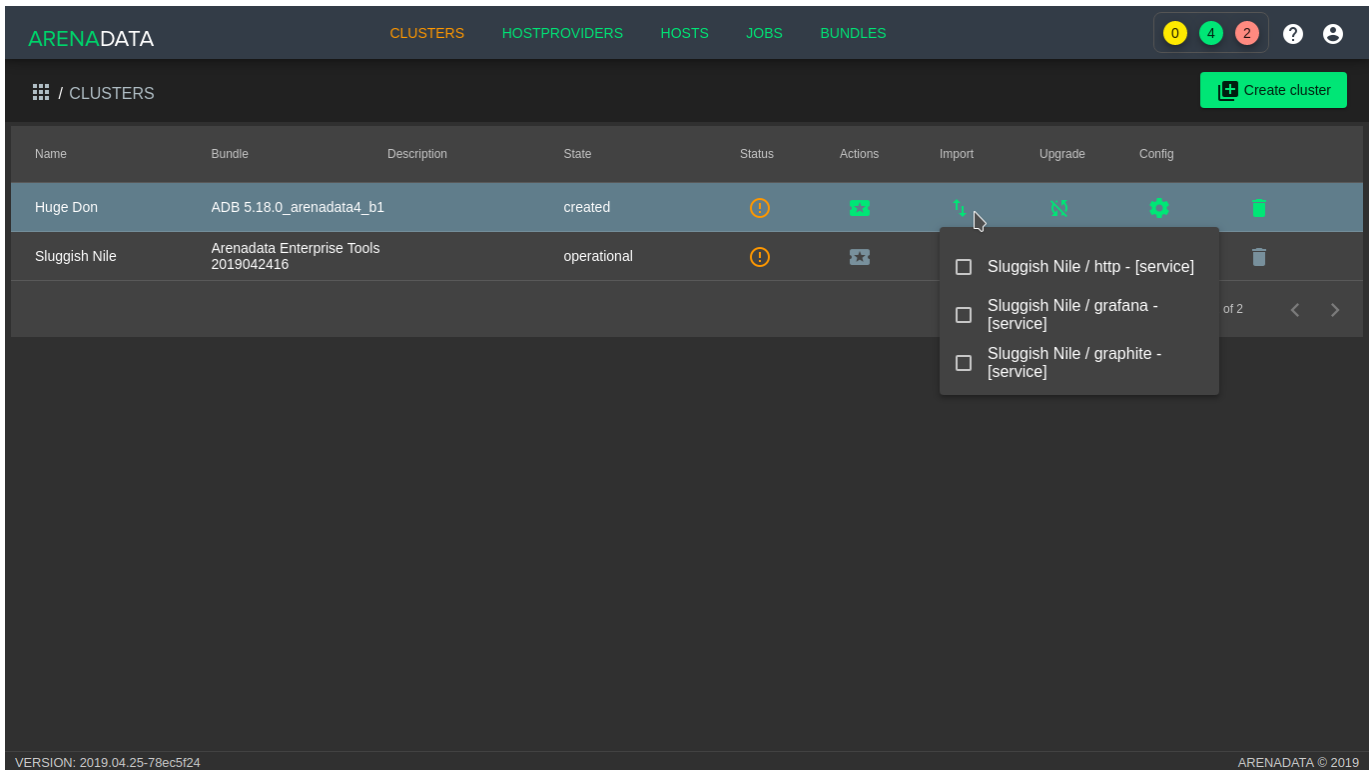 ARENADATA
CLUSTERS
HOSTPROVIDERS
HOSTS
JOBS
BUNDLES
0
4
2
/ CLUSTERS
Create cluster
Name
Bundle
Description
State
Status
Actions
Import
Upgrade
Config
Huge Don
ADB 5.18.0_arenadata4_b1
created
Sluggish Nile
Arenadata Enterprise Tools
2019042416
operational
Sluggish Nile / http - [service]
Sluggish Nile / grafana -
[service]
Sluggish Nile / graphite -
[service]
of 2
VERSION: 2019.04.25-78ec5f24
ARENADATA © 2019